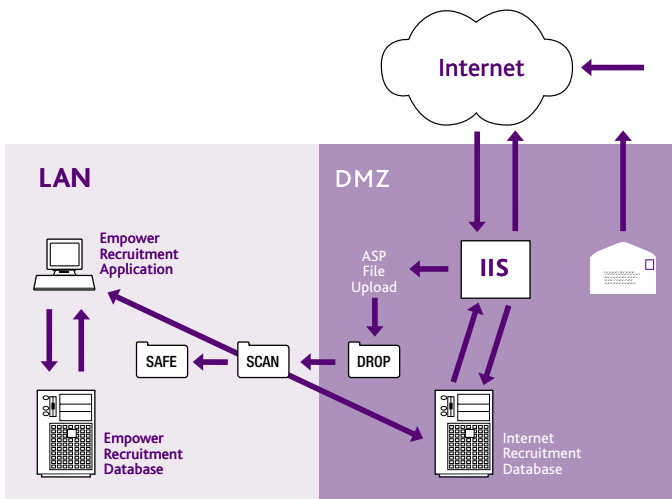 Internet
LAN
DMZ
Empower
Recruitment
Application
ASP
File
Upload
IIS
SAFE
SCAN
DROP
Empower
Recruitment
Database
Internet
Recruitment
Database